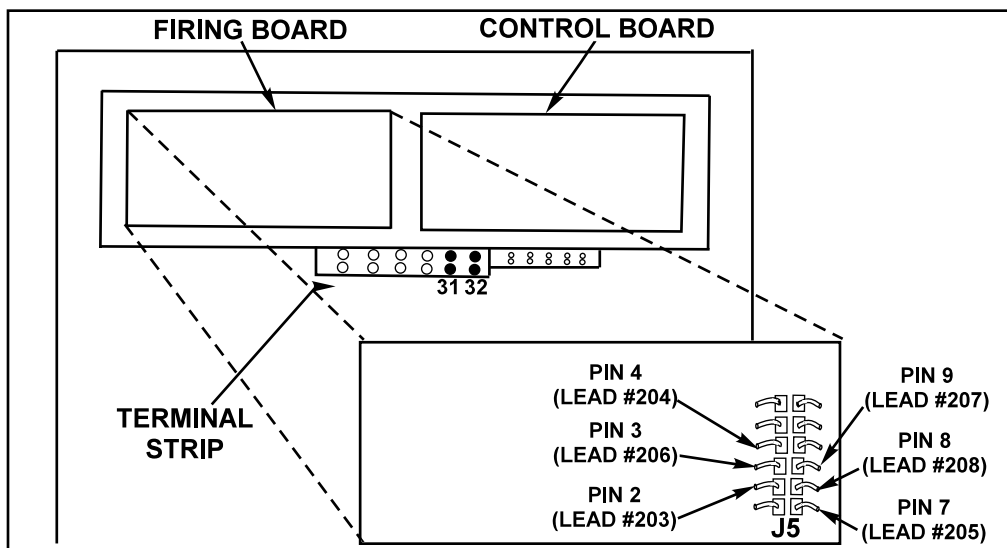 FIRING BOARD
CONTROL BOARD
31 32
TERMINAL
STRIP
PIN 4
(LEAD #204)
PIN 3
(LEAD #206)
PIN 2
(LEAD #203)
PIN 9
(LEAD #207)
PIN 8
(LEAD #208)
PIN 7
(LEAD #205)
J5